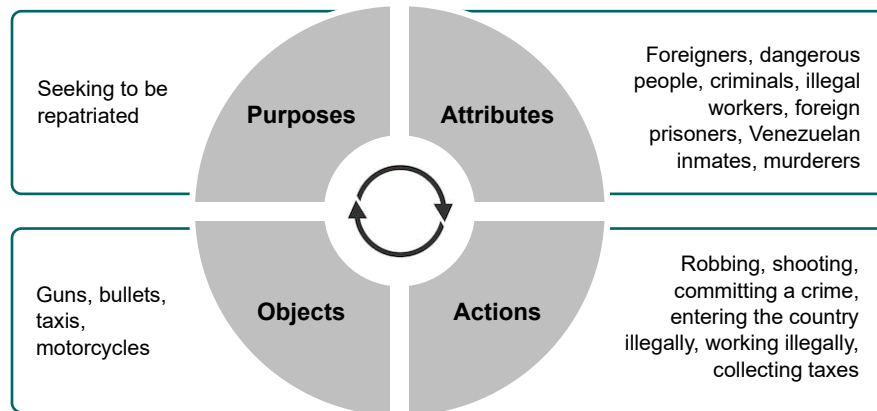 Seeking to be
repatriated
Purposes
Attributes
Foreigners, dangerous
people, criminals, illegal
workers, foreign
prisoners, Venezuelan
inmates, murderers
Guns, bullets,
taxis,
motorcycles
Objects
Actions
Robbing, shooting,
committing a crime,
entering the country
illegally, working illegally,
collecting taxes